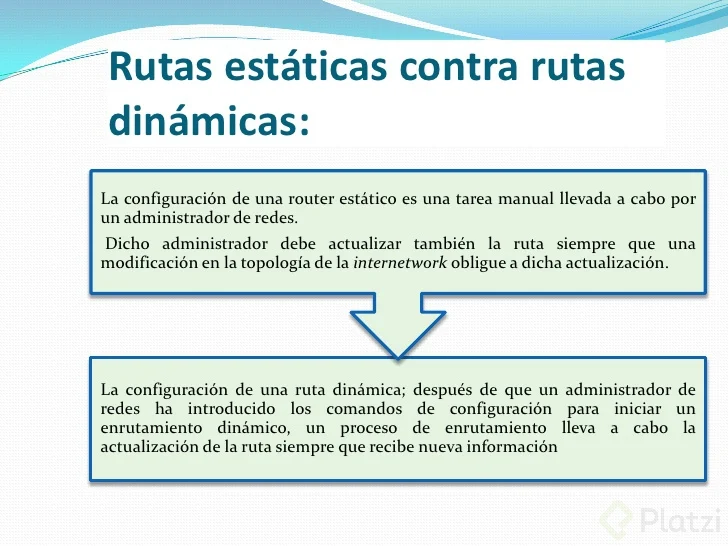 Rutas estáticas contra rutas
dinámicas:
La configuración de una router estático es una tarea manual llevada a cabo por
un administrador de redes.
Dicho administrador debe actualizar también la ruta siempre que una
modificación en la topología de la internetwork obligue a dicha actualización.
La configuración de una ruta dinámica; después de que un administrador de
redes ha introducido los comandos de configuración para iniciar un
enrutamiento dinámico, un proceso de enrutamiento lleva a cabo la
actualización de la ruta siempre que recibe nueva información
Platzi